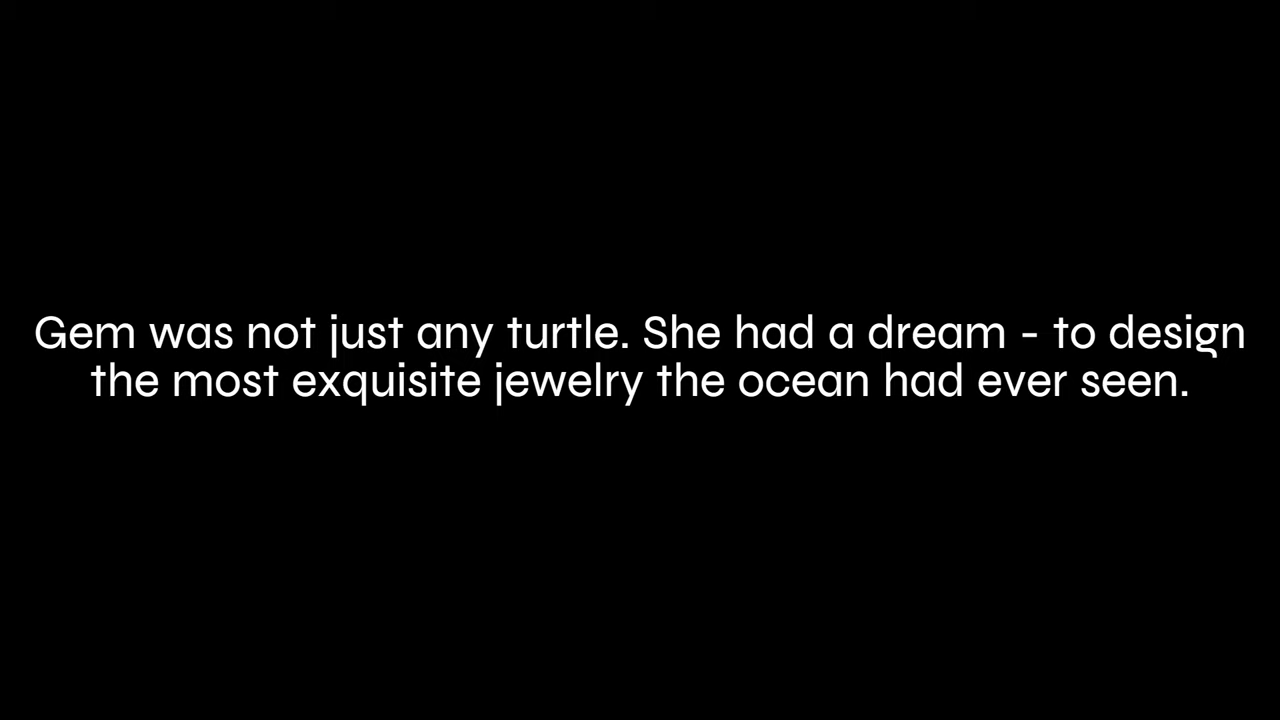 Gem was not just any turtle. She had a dream - to design
the most exquisite jewelry the ocean had ever seen.